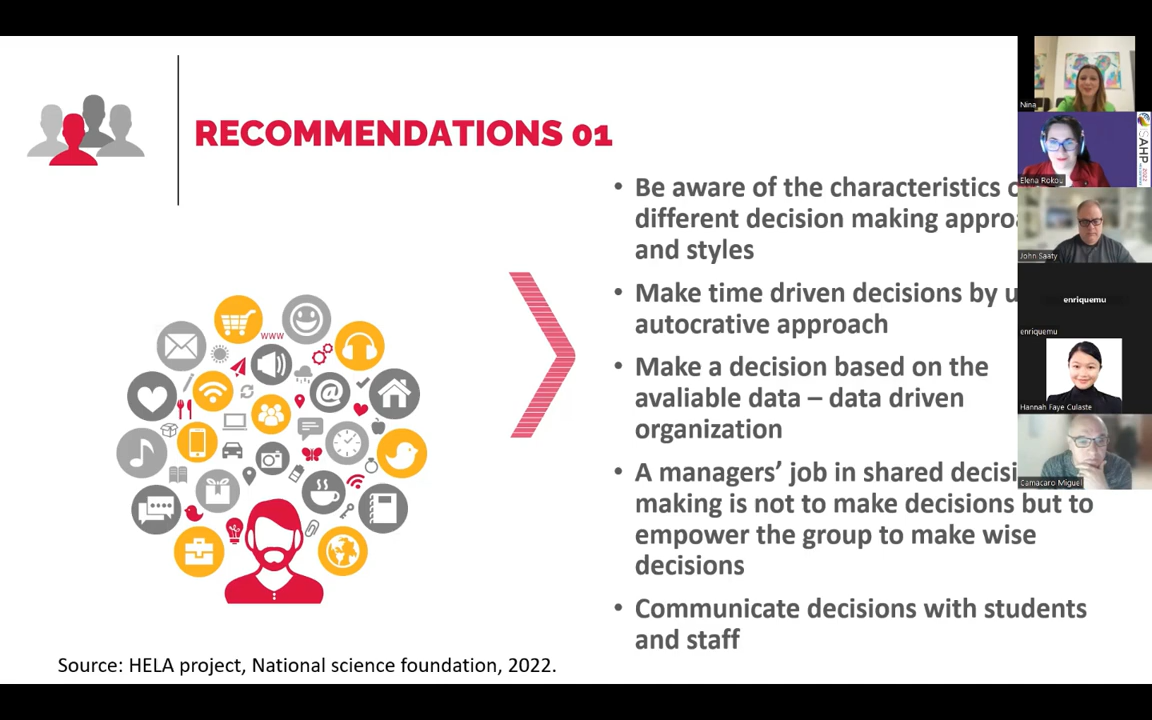 RECOMMENDATIONS 01
• Be aware of the characteristics
different decision making
and styles
• Make time driven decisions by
autocrative approach
• Make a decision based on the
avaliable data – data driven
organization
• A managers’ job in shared
making is not to make decisions but to
empower the group to make wise
decisions
• Communicate decisions with students
and staff
www
@
Source: HELA project, National science foundation, 2022.
Nina
Elena Rokou
ISAHP 2022
John Saaty
enriquemu
enriquemu
Hannah Faye Culaste
Camacaro Miguel